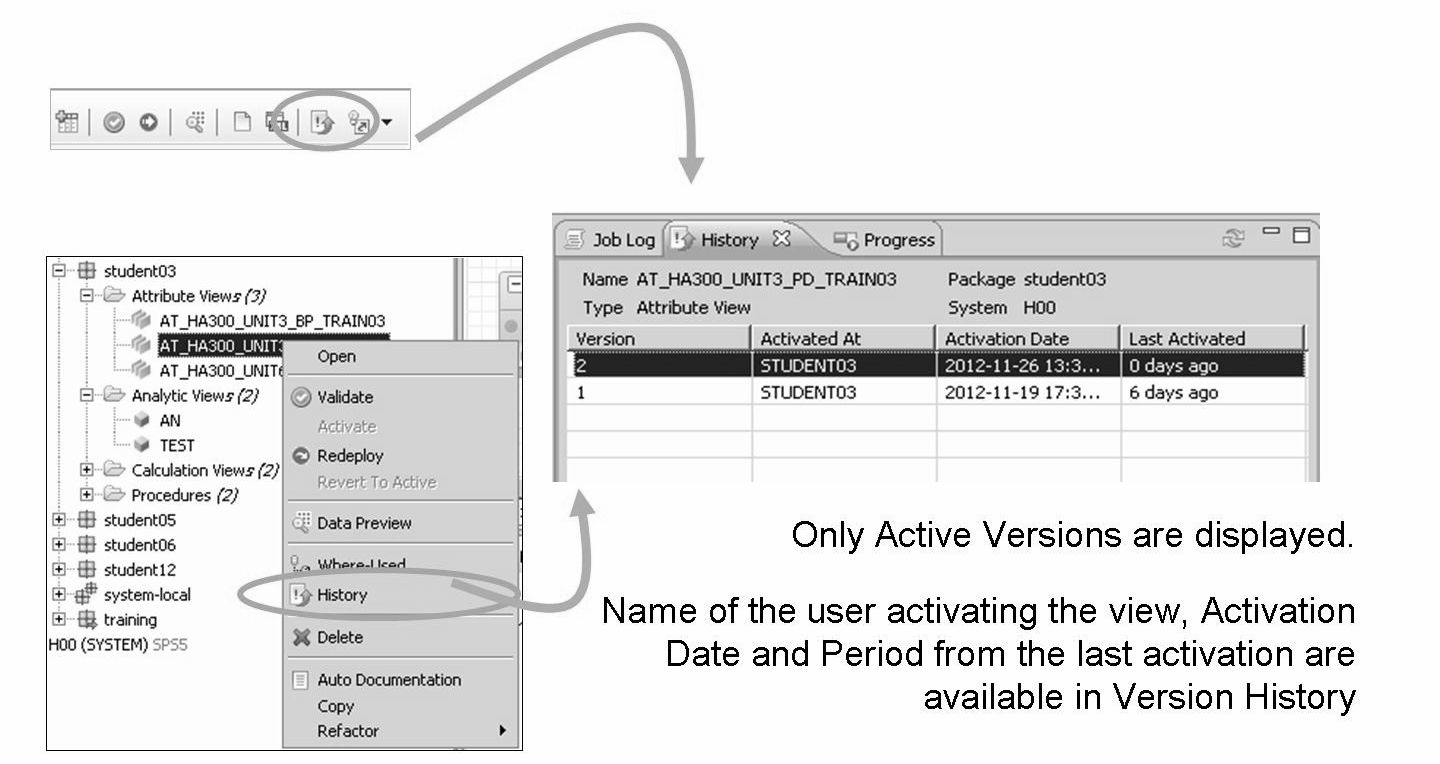 Job Log History Progress
Name AT_HA300_UNIT3_PD_TRAIN03 Package student03
Type Attribute View System H00
Version Activated At Activation Date Last Activated
2 STUDENT03 2012-11-26 13:3... 0 days ago
1 STUDENT03 2012-11-19 17:3... 6 days ago
student03
Attribute Views (3)
AT_HA300_UNIT3_BP_TRAIN03
AT_HA300_UNIT3
AT_HA300_UNIT6
Analytic Views (2)
AN
TEST
Calculation Views (2)
Procedures (2)
student05
student06
student12
system-local
training
H00 (SYSTEM) SPS5
Open
Validate
Activate
Redeploy
Revert To Active
Data Preview
Where-Used
History
Delete
Auto Documentation
Copy
Refactor
Only Active Versions are displayed.
Name of the user activating the view, Activation
Date and Period from the last activation are
available in Version History